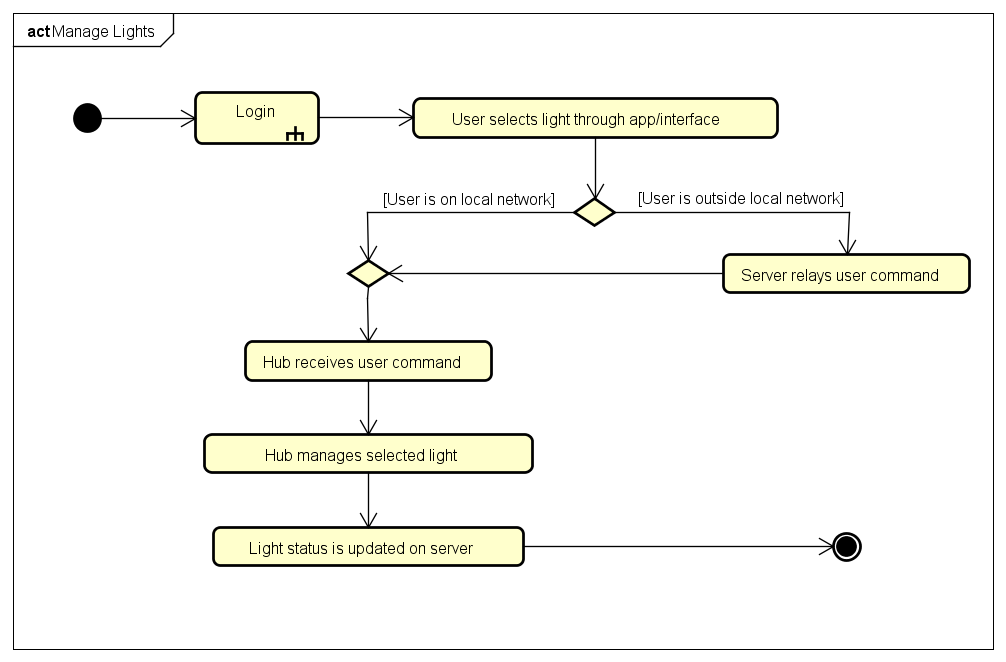 act Manage Lights
Login
User selects light through app/interface
[User is on local network]
[User is outside local network]
Server relays user command
Hub receives user command
Hub manages selected light
Light status is updated on server